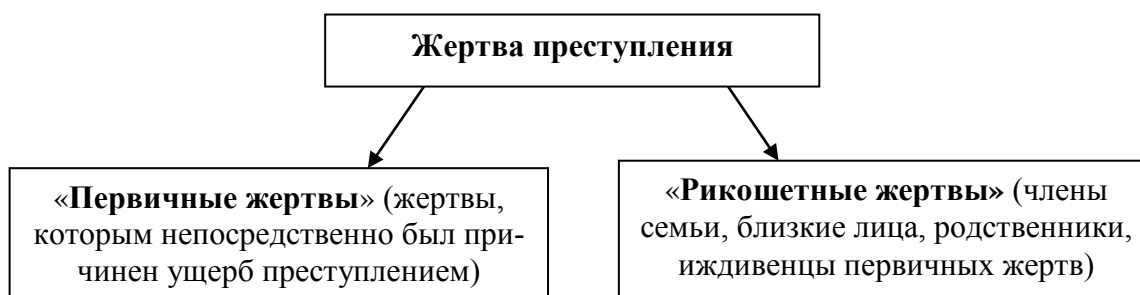 Жертва преступления
«Первичные жертвы» (жертвы,
которым непосредственно был при-
чинен ущерб преступлением)
«Рикошетные жертвы» (члены
семьи, близкие лица, родственники,
иждивенцы первичных жертв)